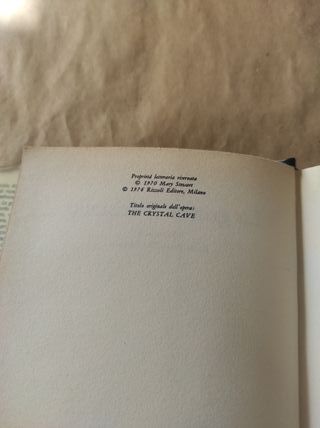 Proprietà letteraria riservata
© 1970 Mary Stewart
© 1974 Rizzoli Editore, Milano
Titolo originale dell'opera:
THE CRYSTAL CAVE